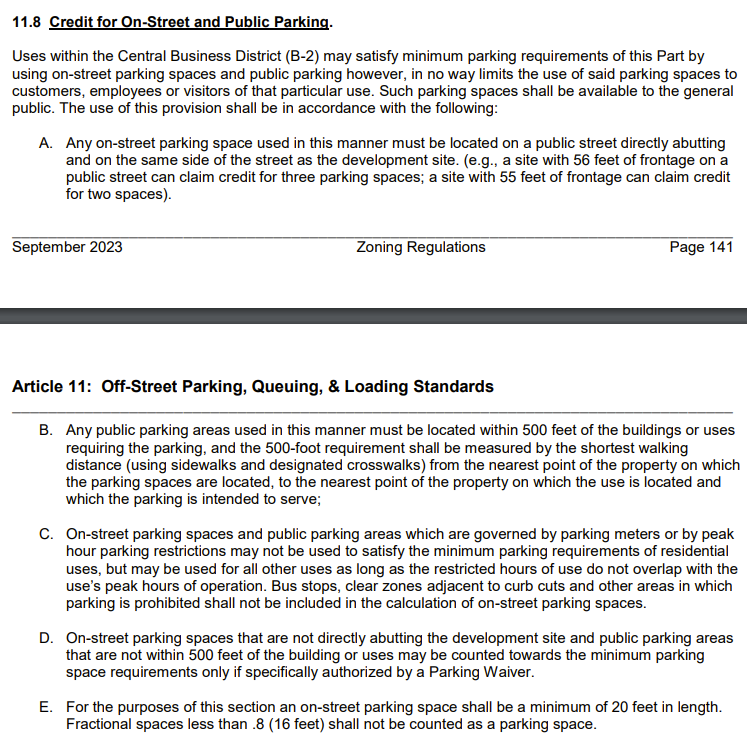 11.8 Credit for On-Street and Public Parking.
Uses within the Central Business District (B-2) may satisfy minimum parking requirements of this Part by
using on-street parking spaces and public parking however, in no way limits the use of said parking spaces to
customers, employees or visitors of that particular use. Such parking spaces shall be available to the general
public. The use of this provision shall be in accordance with the following:
A. Any on-street parking space used in this manner must be located on a public street directly abutting
and on the same side of the street as the development site. (e.g., a site with 56 feet of frontage on a
public street can claim credit for three parking spaces; a site with 55 feet of frontage can claim credit
for two spaces).
September 2023 Zoning Regulations Page 141
Article 11: Off-Street Parking, Queuing, & Loading Standards
B. Any public parking areas used in this manner must be located within 500 feet of the buildings or uses
requiring the parking, and the 500-foot requirement shall be measured by the shortest walking
distance (using sidewalks and designated crosswalks) from the nearest point of the property on which
the parking spaces are located, to the nearest point of the property on which the use is located and
which the parking is intended to serve;
C. On-street parking spaces and public parking areas which are governed by parking meters or by peak
hour parking restrictions may not be used to satisfy the minimum parking requirements of residential
uses, but may be used for all other uses as long as the restricted hours of use do not overlap with the
use's peak hours of operation. Bus stops, clear zones adjacent to curb cuts and other areas in which
parking is prohibited shall not be included in the calculation of on-street parking spaces.
D. On-street parking spaces that are not directly abutting the development site and public parking areas
that are not within 500 feet of the building or uses may be counted towards the minimum parking
space requirements only if specifically authorized by a Parking Waiver.
E. For the purposes of this section an on-street parking space shall be a minimum of 20 feet in length.
Fractional spaces less than .8 (16 feet) shall not be counted as a parking space.